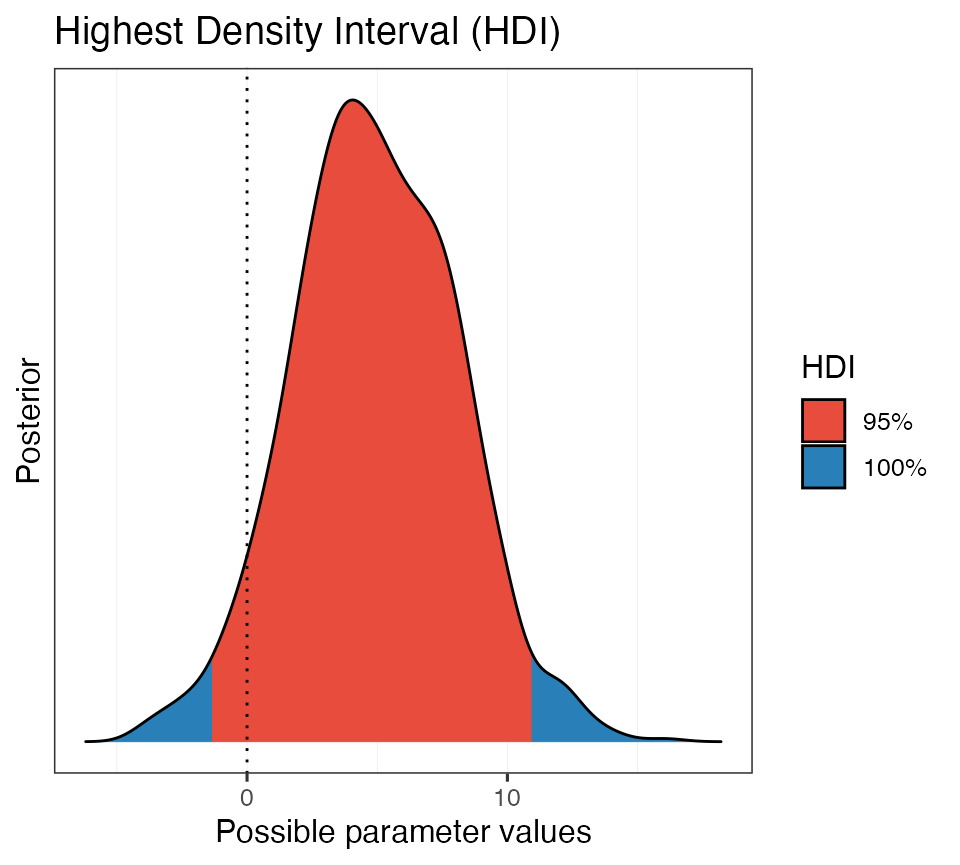 Highest Density Interval (HDI)
Posterior
HDI
95%
100%
0
10
Possible parameter values